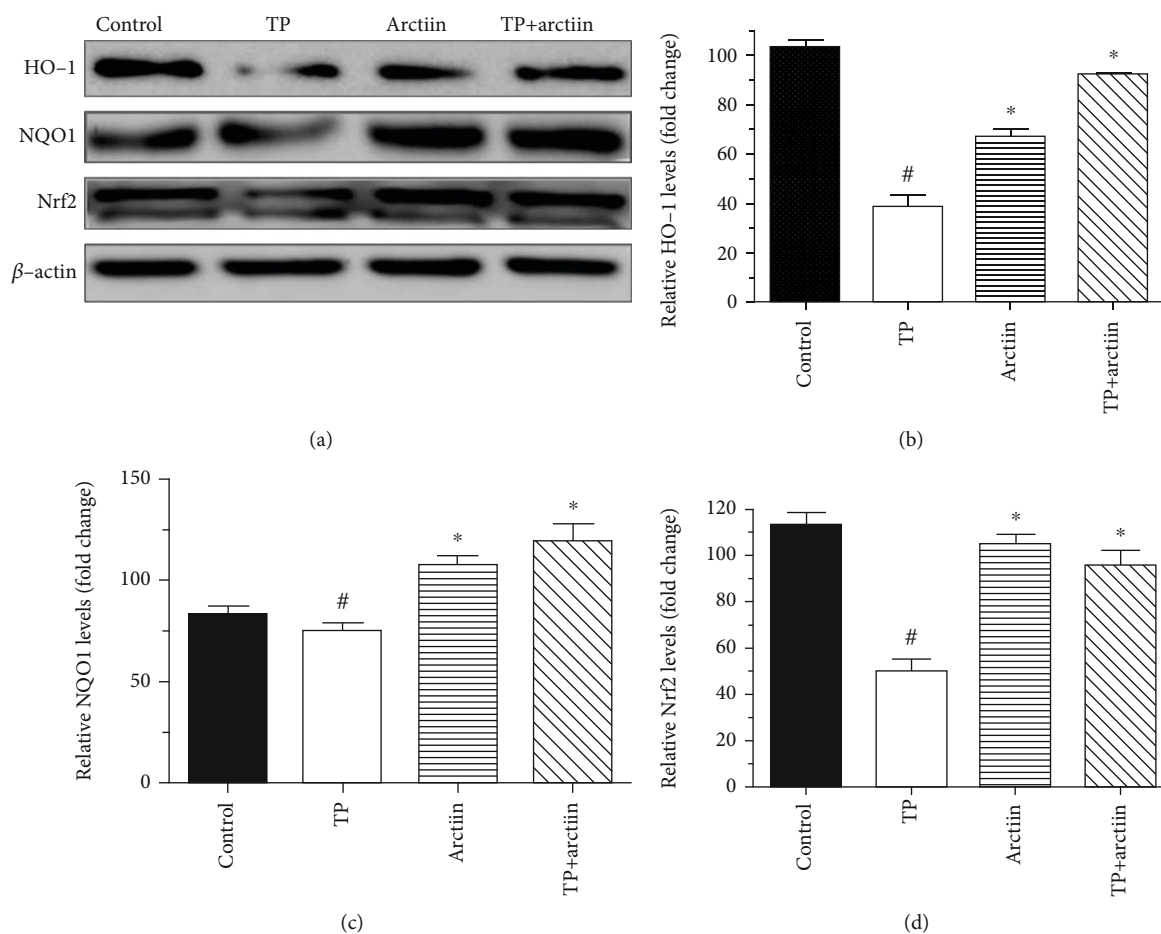 Control TP Arctiin TP+arctiin
HO–1
NQO1
Nrf2
β–actin
(a)
Relative HO–1 levels (fold change)
100
80
60
40
20
0
#
*
*
Control
TP
Arctiin
TP+arctiin
(b)
Relative NQO1 levels (fold change)
150
100
50
0
#
*
*
Control
TP
Arctiin
TP+arctiin
(c)
Relative Nrf2 levels (fold change)
120
100
80
60
40
20
0
#
*
*
Control
TP
Arctiin
TP+arctiin
(d)